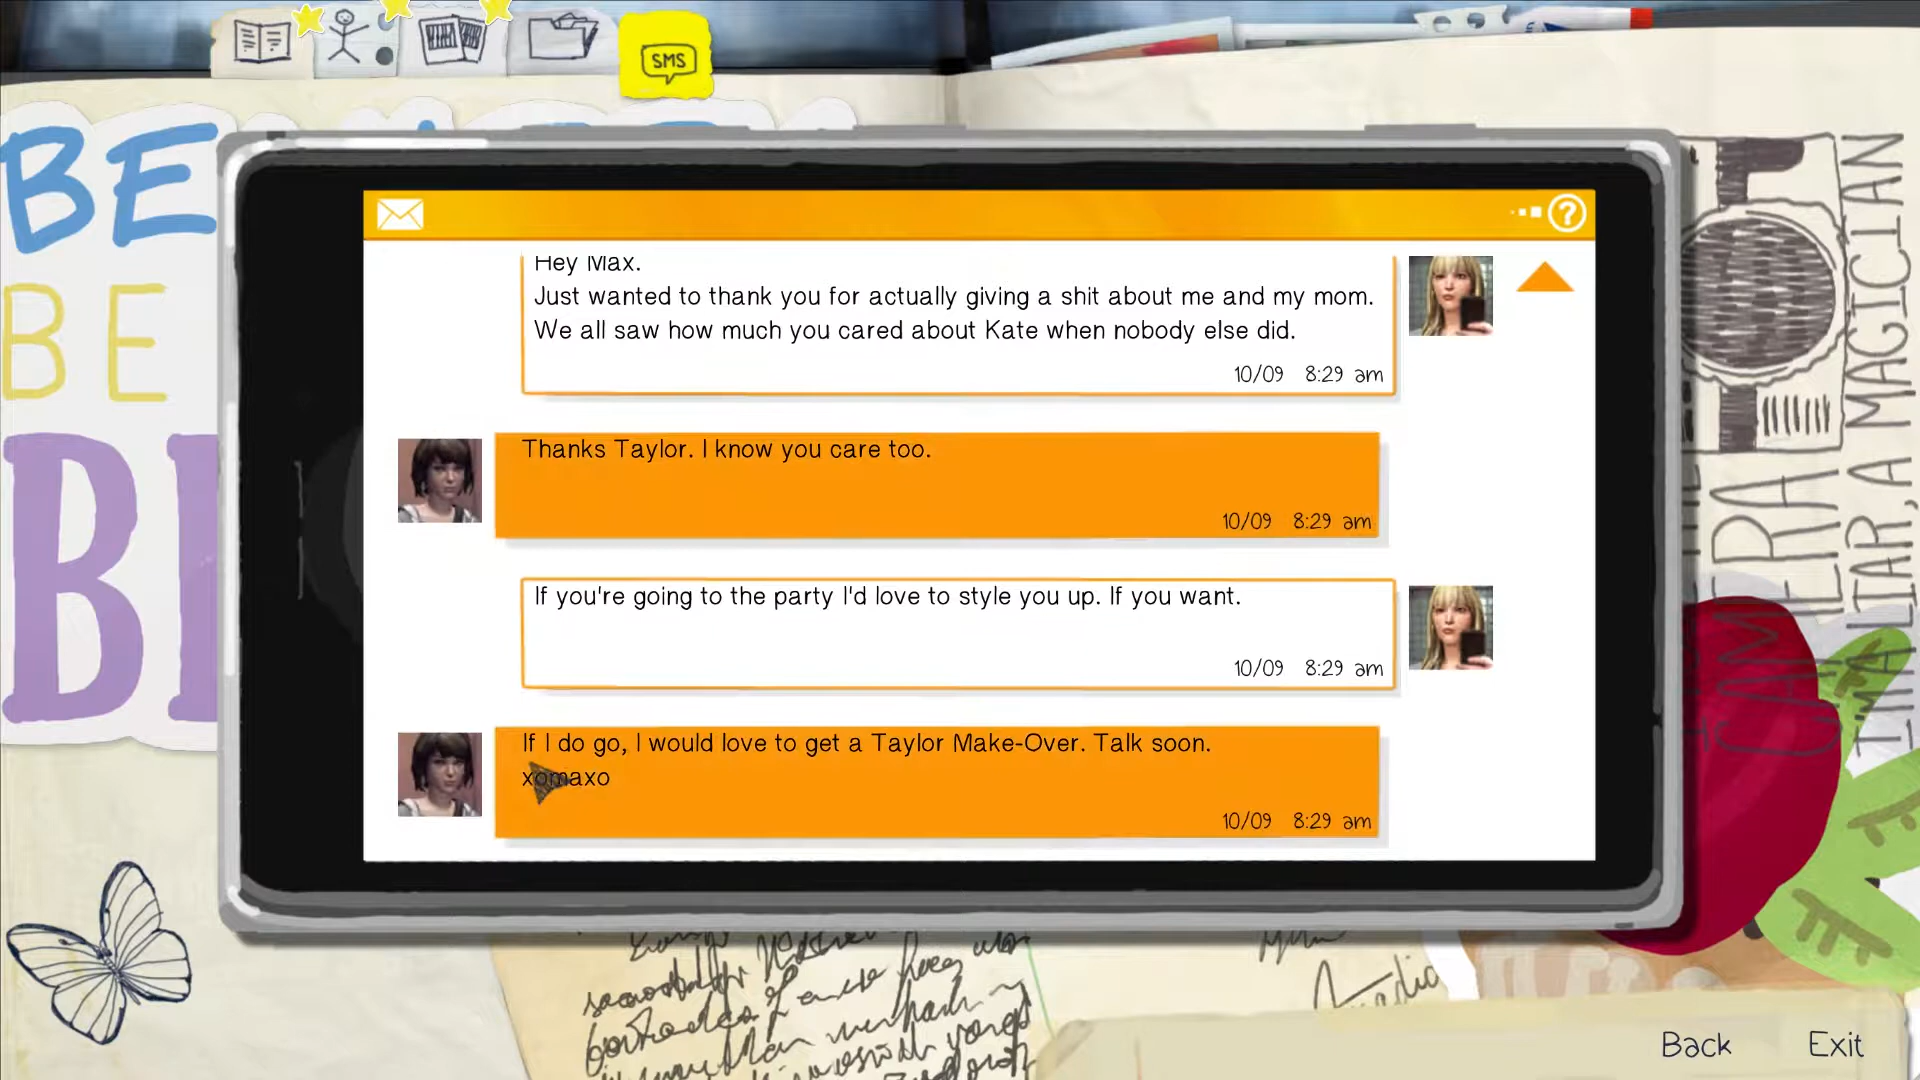 SMS
BE
BE
Hey Max.
Just wanted to thank you for actually giving a shit about me and my mom.
We all saw how much you cared about Kate when nobody else did.
10/09 8:29 am
Thanks Taylor. I know you care too.
10/09 8:29 am
If you're going to the party I'd love to style you up. If you want.
10/09 8:29 am
If I do go, I would love to get a Taylor Make-Over. Talk soon.
xomaxo
10/09 8:29 am
CAMERA
LIAR, A MAGICIAN
Back
Exit